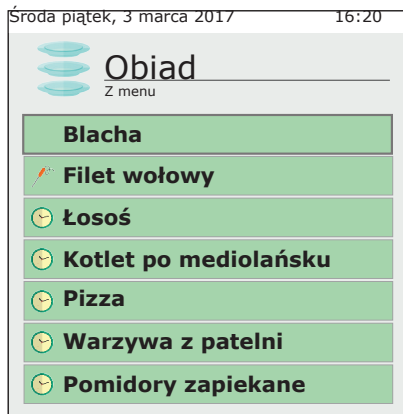 Środa piątek, 3 marca 2017 16:20
Obiad
Z menu
Blacha
Filet wołowy
Łosoś
Kotlet po mediolańsku
Pizza
Warzywa z patelni
Pomidory zapiekane